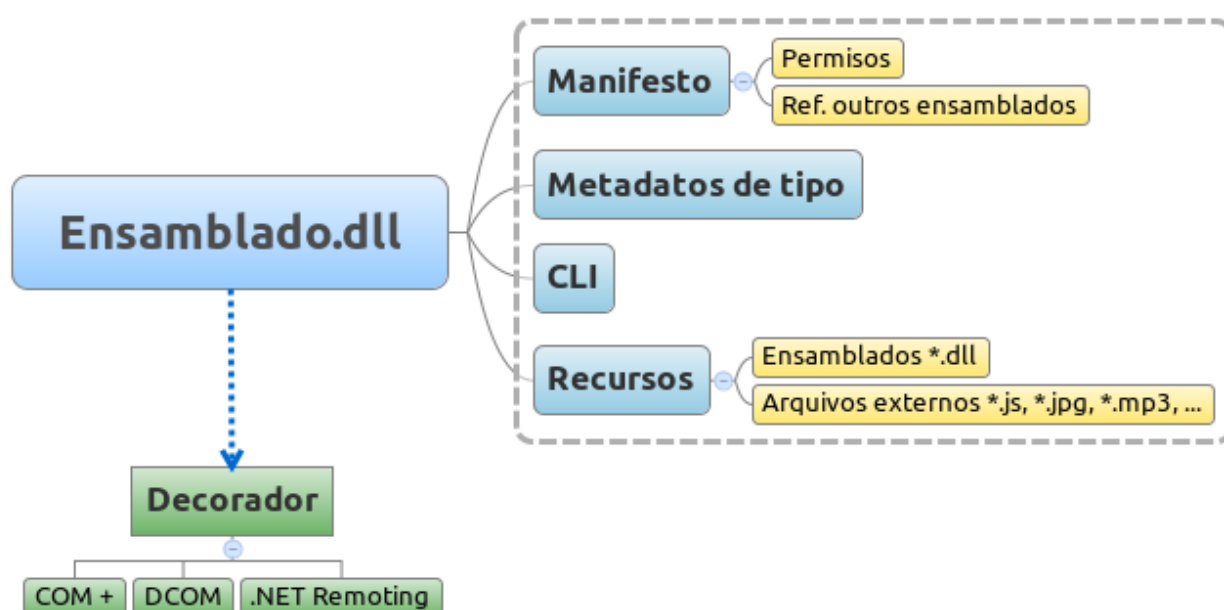 Manifesto
Permisos
Ref. outros ensamblados
Metadatos de tipo
Ensamblado.dll
CLI
Recursos
Ensamblados *.dll
Arquivos externos *.js, *.jpg, *.mp3, ...
Decorador
COM +
DCOM
.NET Remoting